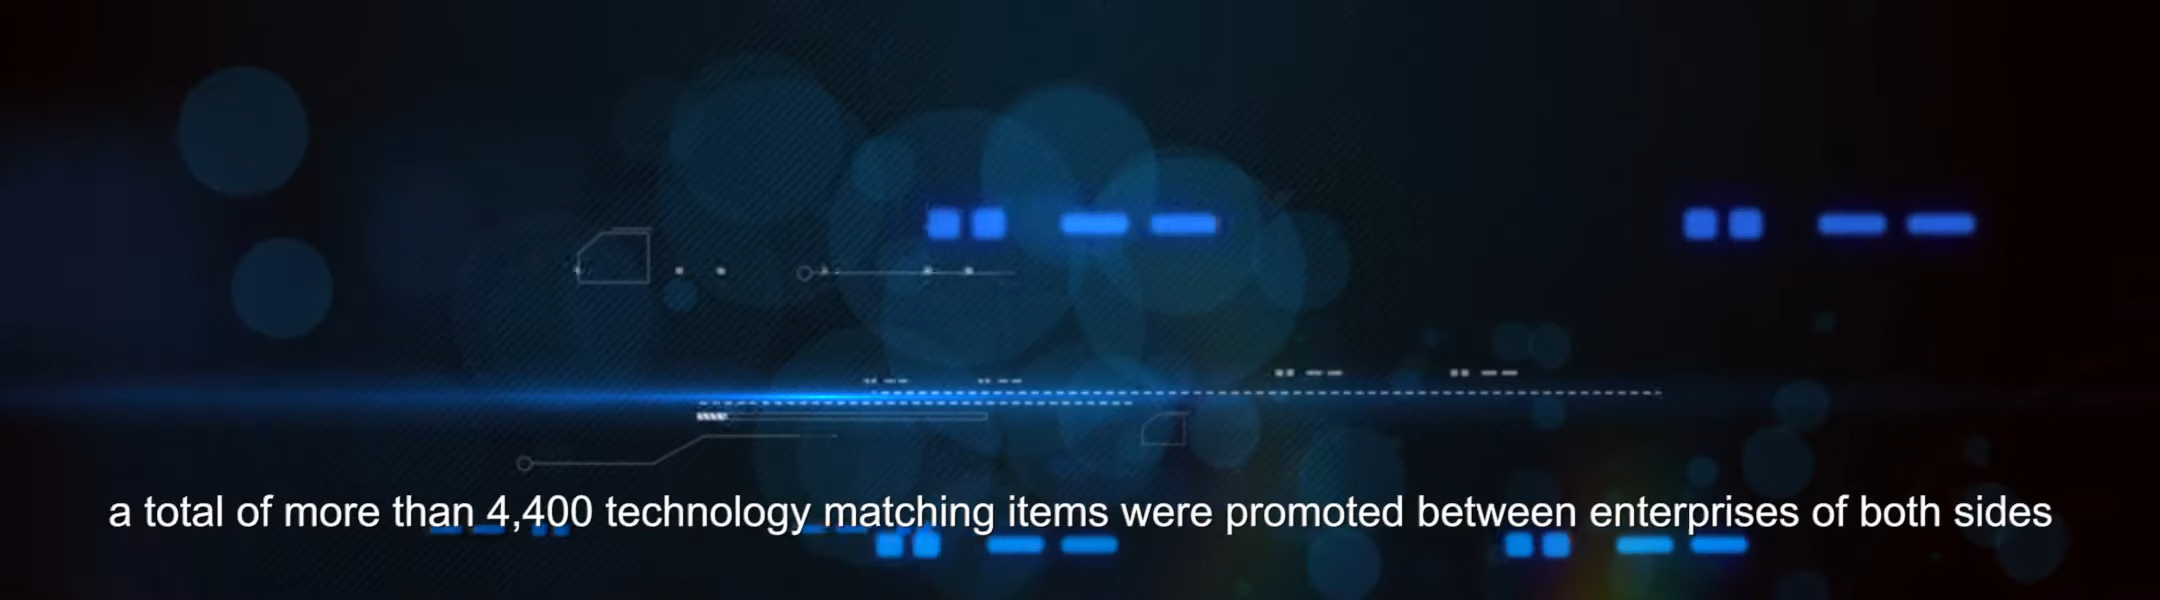 a total of more than 4,400 technology matching items were promoted between enterprises of both sides